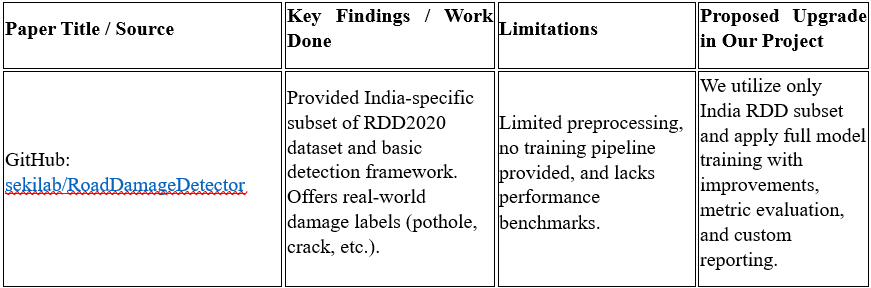 Paper Title / Source
Key Findings / Work
Done
Limitations
Proposed Upgrade
in Our Project
GitHub:
sekilab/RoadDamageDetector
Provided India-specific
subset of RDD2020
dataset and basic
detection framework.
Offers real-world
damage labels (pothole,
crack, etc.).
Limited preprocessing,
no training pipeline
provided, and lacks
performance
benchmarks.
We utilize only
India RDD subset
and apply full model
training with
improvements,
metric evaluation,
and custom
reporting.